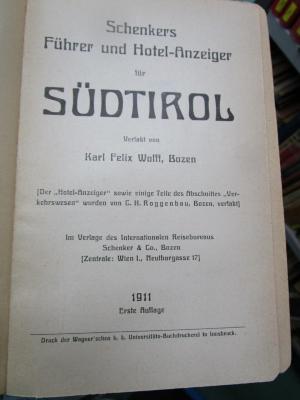 Schenkers
Führer und Hotel-Anzeiger
für
SÜDTIROL
Verfaßt von
Karl Felix Wolff, Bozen
[Der „Hotel-Anzeiger“ sowie einige Teile des Abschnittes „Ver-
kehrswesen“ wurden von C. H. Roggenbau, Bozen, verfaßt]
Im Verlage des Internationalen Reisebureaus
Schenker & Co., Bozen
[Zentrale: Wien I., Neuthorgasse 17]
1911
Erste Auflage
Druck der Wagner'schen k. k. Universitäts-Buchdruckerei in Innsbruck.